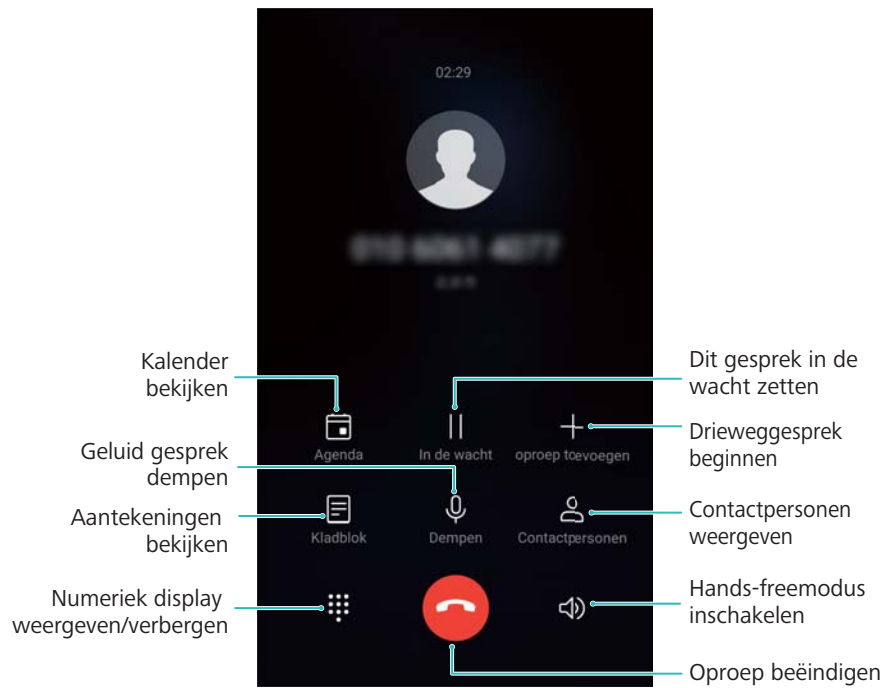 02:29
Kalender
bekijken
Dit gesprek in de
wacht zetten
Agenda
In de wacht
oproep toevoegen
Drieweggesprek
beginnen
Geluid gesprek
dempen
Aantekeningen
bekijken
Kladblok
Dempen
Contactpersonen
Contactpersonen
weergeven
Numeriek display
weergeven/verbergen
Hands-freemodus
inschakelen
Oproep beëindigen